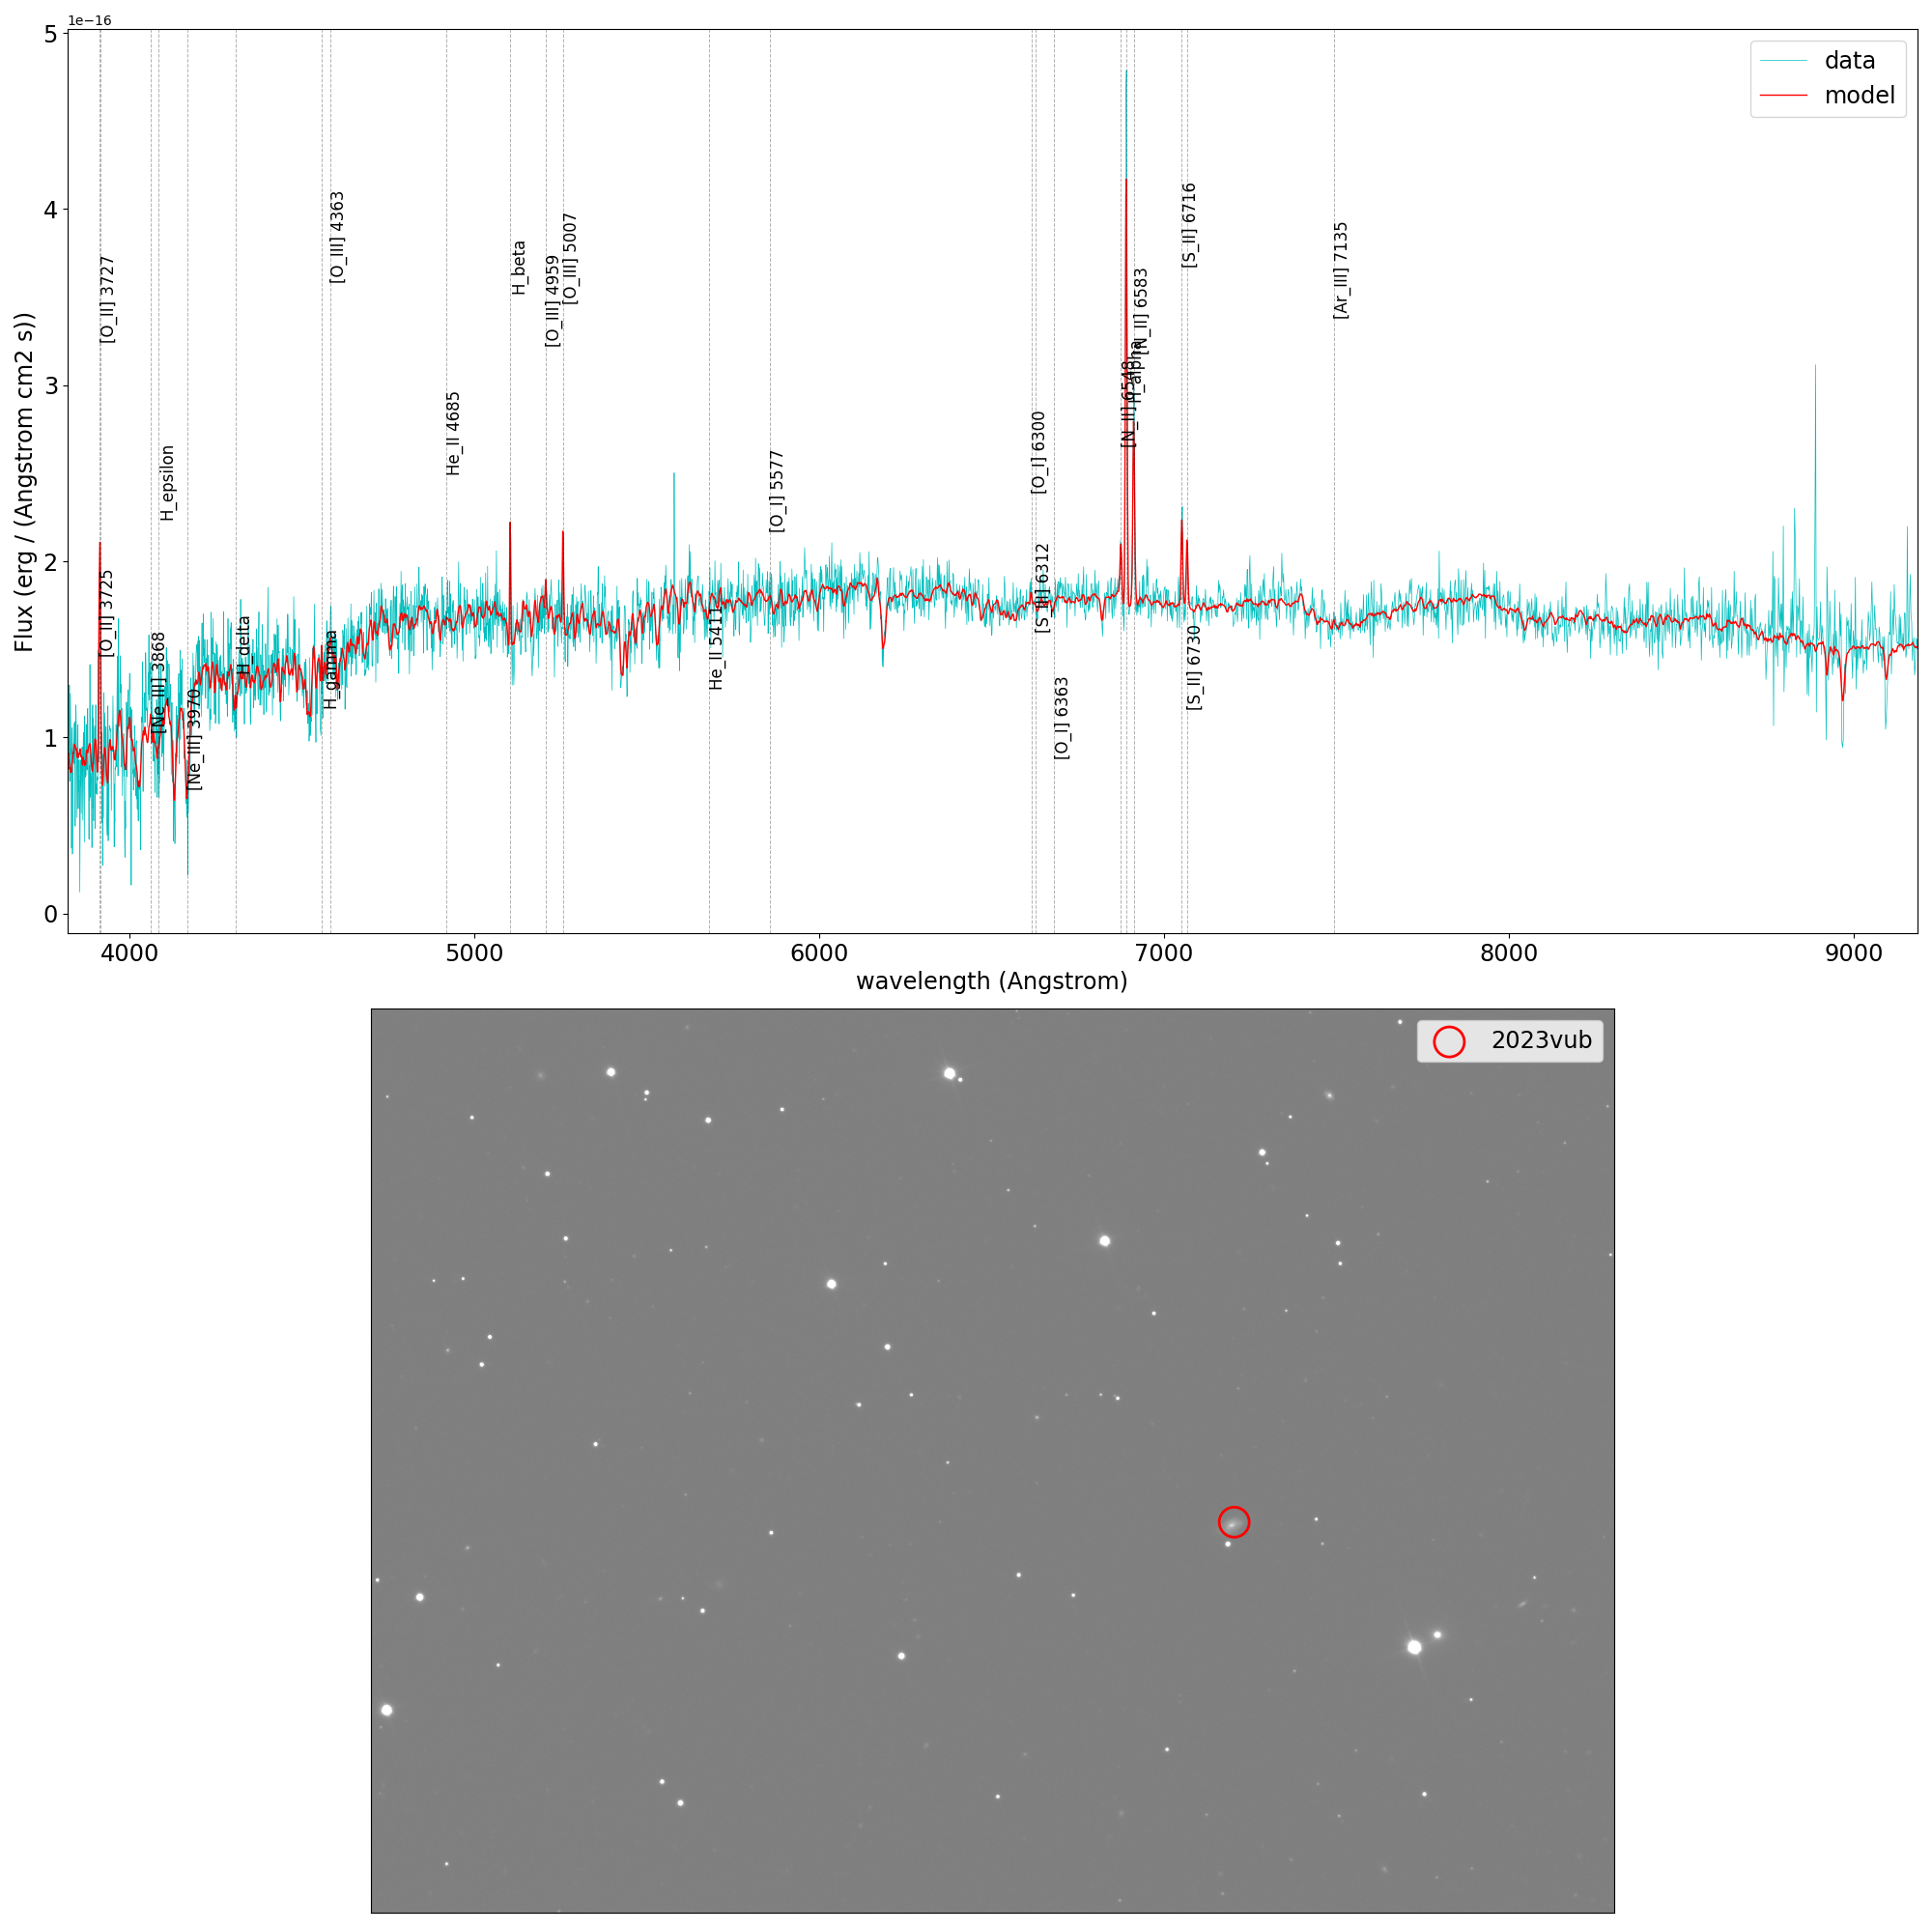 1e−16
5
4
3
2
1
0
Flux (erg / (Angstrom cm2 s))
data
model
[O_II] 3727
[O_II] 3725
[Ne_III] 3868
H_epsilon
[Ne_III] 3970
H_delta
H_gamma
[O_III] 4363
He_II 4685
H_beta
[O_III] 4959
[O_III] 5007
He_II 5411
[O_I] 5577
[O_I] 6300
[S_III] 6312
[O_I] 6363
[N_II] 6548
H_alpha
[N_II] 6583
[S_II] 6716
[S_II] 6730
[Ar_III] 7135
4000 5000 6000 7000 8000 9000
wavelength (Angstrom)
2023vub